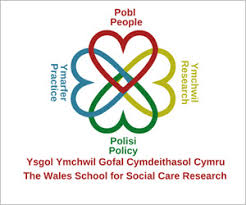 Pobl
People
Ymarfer
Practice
Ymchwil
Research
Polisi
Policy
Ysgol Ymchwil Gofal Cymdeithasol Cymru
The Wales School for Social Care Research